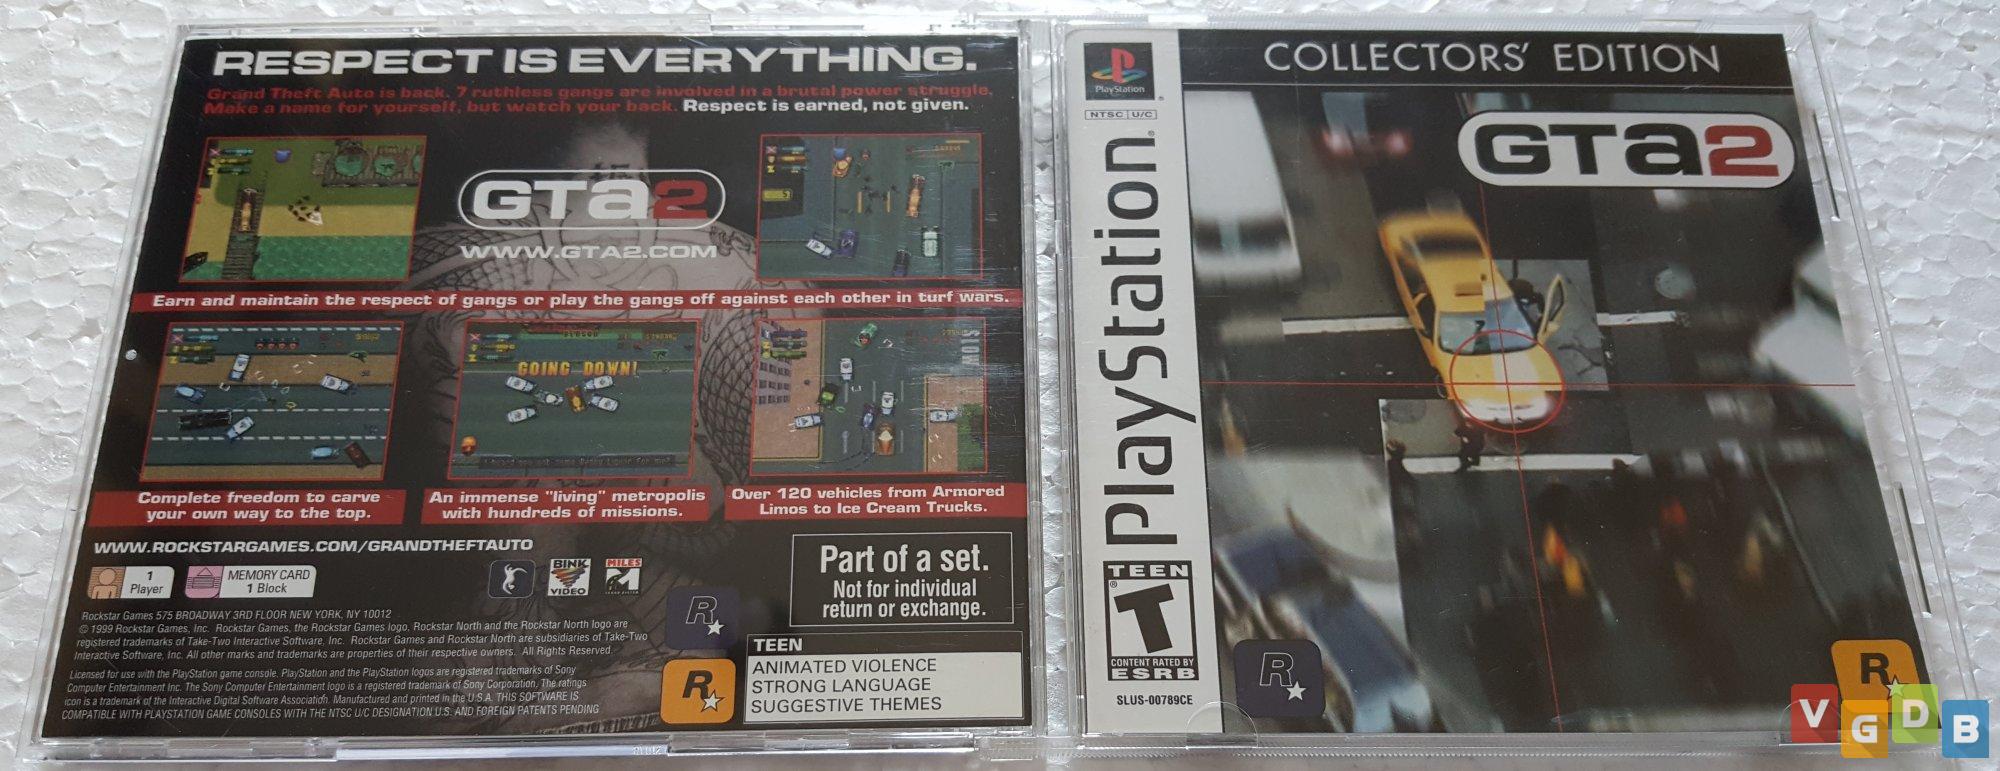 RESPECT IS EVERYTHING.
Grand Theft Auto is back. 7 ruthless gangs are involved in a brutal power struggle.
Make a name for yourself, but watch your back. Respect is earned, not given.
GTA2
WWW.GTA2.COM
Earn and maintain the respect of gangs or play the gangs off against each other in turf wars.
GOING DOWN!
Complete freedom to carve
your own way to the top.
An immense "living" metropolis
with hundreds of missions.
Over 120 vehicles from Armored
Limos to Ice Cream Trucks.
WWW.ROCKSTARGAMES.COM/GRANDTHEFTAUTO
1
Player
MEMORY CARD
1 Block
BINK
VIDEO
MILES
Part of a set.
Not for individual
return or exchange.
Rockstar Games 575 BROADWAY 3RD FLOOR NEW YORK, NY 10012
© 1999 Rockstar Games, Inc. Rockstar Games, the Rockstar Games logo, Rockstar North and the Rockstar North logo are
registered trademarks of Take-Two Interactive Software, Inc. Rockstar Games and Rockstar North are subsidiaries of Take-Two
Interactive Software, Inc. All other marks and trademarks are properties of their respective owners. All Rights Reserved.
Licensed for use with the PlayStation game console. PlayStation and the PlayStation logos are registered trademarks of Sony
Computer Entertainment Inc. The Sony Computer Entertainment logo is a registered trademark of Sony Corporation. The ratings
icon is a trademark of the Interactive Digital Software Association. Manufactured and printed in the U.S.A. THIS SOFTWARE IS
COMPATIBLE WITH PLAYSTATION GAME CONSOLES WITH THE NTSC U/C DESIGNATION U.S. AND FOREIGN PATENTS PENDING
R
R
TEEN
ANIMATED VIOLENCE
STRONG LANGUAGE
SUGGESTIVE THEMES
PlayStation
NTSC U/C
PlayStation®
TEEN
T
CONTENT RATED BY
ESRB
SLUS-00789CE
COLLECTORS' EDITION
GTA2
R
R
VGDB